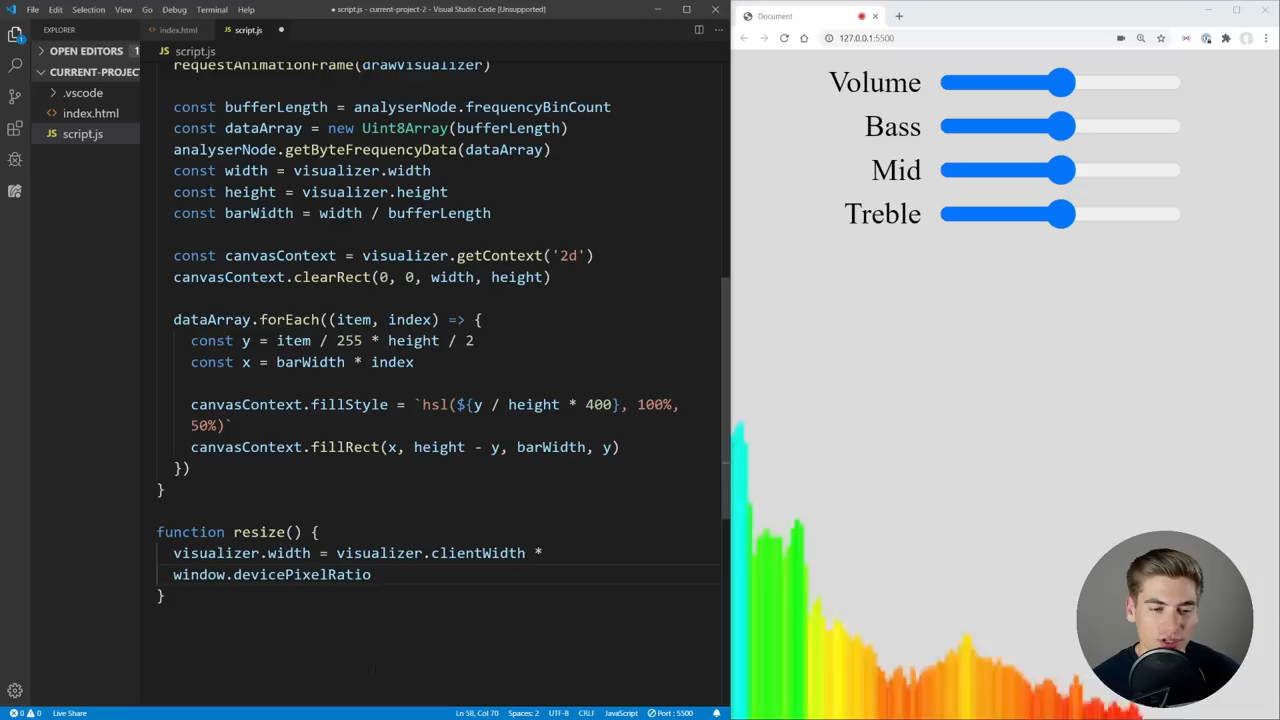 File Edit Selection View Go Debug Terminal Help
● script.js - current-project-2 - Visual Studio Code [Unsupported]
EXPLORER
OPEN EDITORS 1
CURRENT-PROJECT
.vscode
index.html
script.js
index.html
script.js
script.js
requestAnimationFrame(drawVisualizer)
const bufferLength = analyserNode.frequencyBinCount
const dataArray = new Uint8Array(bufferLength)
analyserNode.getByteFrequencyData(dataArray)
const width = visualizer.width
const height = visualizer.height
const barWidth = width / bufferLength
const canvasContext = visualizer.getContext('2d')
canvasContext.clearRect(0, 0, width, height)
dataArray.forEach((item, index) => {
const y = item / 255 * height / 2
const x = barWidth * index
canvasContext.fillStyle = `hsl(${y / height * 400}, 100%,
50%)`
canvasContext.fillRect(x, height - y, barWidth, y)
})
}
function resize() {
visualizer.width = visualizer.clientWidth *
window.devicePixelRatio
}
0 0 Live Share
Ln 58, Col 70 Spaces: 2 UTF-8 CRLF JavaScript Port : 5500
Document
127.0.0.1:5500
Volume
Bass
Mid
Treble